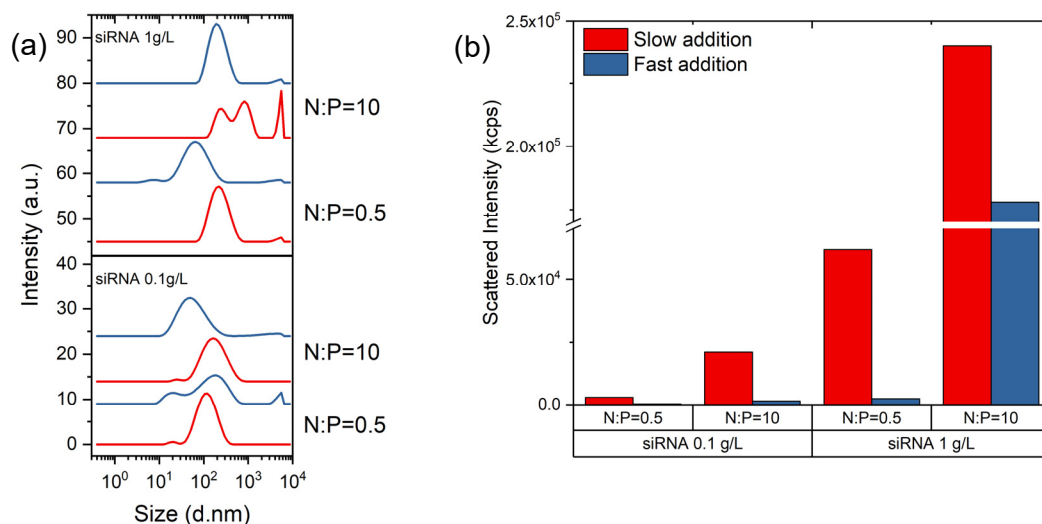 (a)
siRNA 1g/L
90
80
70
60
50
N:P=10
N:P=0.5
siRNA 0.1g/L
40
30
20
10
0
N:P=10
N:P=0.5
Intensity (a.u.)
10⁰ 10¹ 10² 10³ 10⁴
Size (d.nm)
(b)
Slow addition
Fast addition
2.5x10⁵
2.0x10⁵
5.0x10⁴
0.0
Scattered Intensity (kcps)
N:P=0.5 N:P=10 N:P=0.5 N:P=10
siRNA 0.1 g/L siRNA 1 g/L